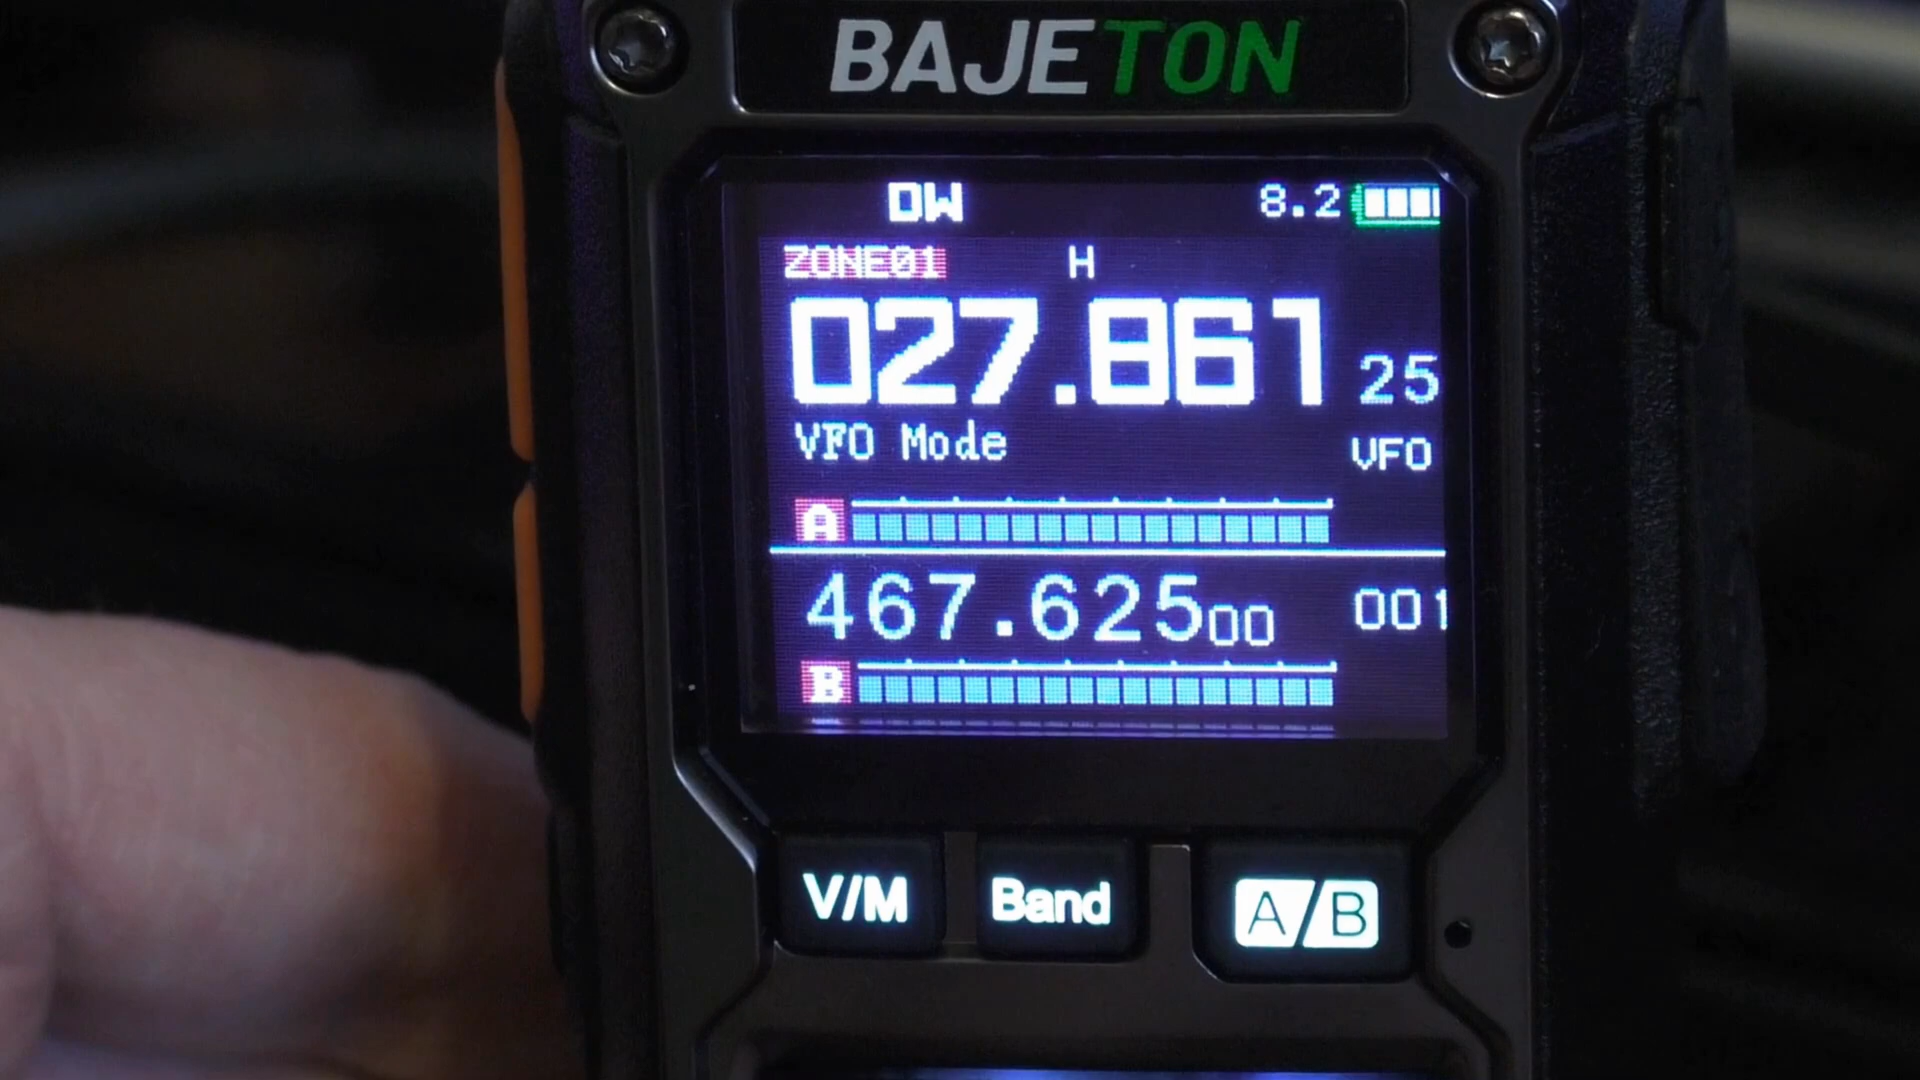 BAJETON
DW 8.2
ZONE01 H
027.861 25
VFO Mode VFO
A
467.625 00 001
B
V/M Band A/B